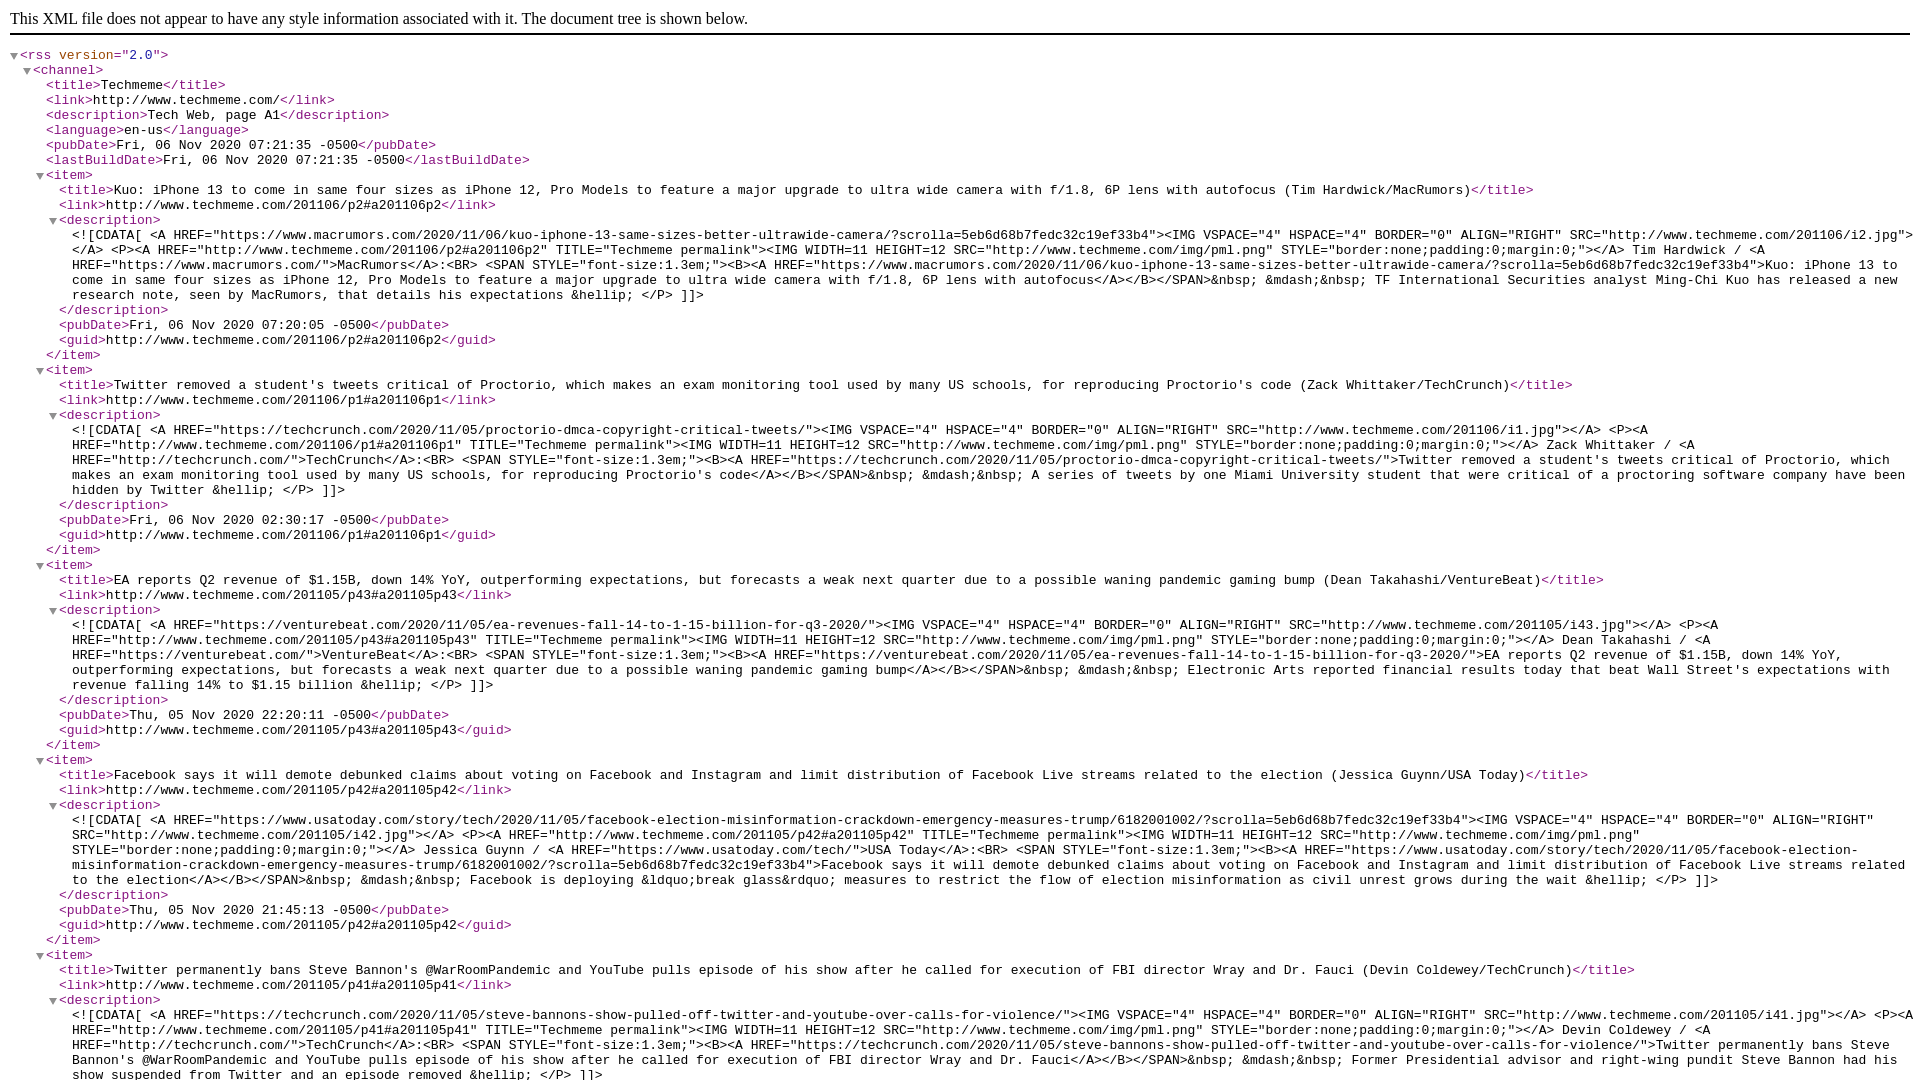 This XML file does not appear to have any style information associated with it. The document tree is shown below.
<rss version="2.0">
<channel>
<title>Techmeme</title>
<link>http://www.techmeme.com/</link>
<description>Tech Web, page A1</description>
<language>en-us</language>
<pubDate>Fri, 06 Nov 2020 07:21:35 -0500</pubDate>
<lastBuildDate>Fri, 06 Nov 2020 07:21:35 -0500</lastBuildDate>
<item>
<title>Kuo: iPhone 13 to come in same four sizes as iPhone 12, Pro Models to feature a major upgrade to ultra wide camera with f/1.8, 6P lens with autofocus (Tim Hardwick/MacRumors)</title>
<link>http://www.techmeme.com/201106/p2#a201106p2</link>
<description>
<![CDATA[ <A HREF="https://www.macrumors.com/2020/11/06/kuo-iphone-13-same-sizes-better-ultrawide-camera/?scrolla=5eb6d68b7fedc32c19ef33b4"><IMG VSPACE="4" HSPACE="4" BORDER="0" ALIGN="RIGHT" SRC="http://www.techmeme.com/201106/i2.jpg">
</A> <P><A HREF="http://www.techmeme.com/201106/p2#a201106p2" TITLE="Techmeme permalink"><IMG WIDTH=11 HEIGHT=12 SRC="http://www.techmeme.com/img/pml.png" STYLE="border:none;padding:0;margin:0;"></A> Tim Hardwick / <A
HREF="https://www.macrumors.com/">MacRumors</A>:<BR> <SPAN STYLE="font-size:1.3em;"><B><A HREF="https://www.macrumors.com/2020/11/06/kuo-iphone-13-same-sizes-better-ultrawide-camera/?scrolla=5eb6d68b7fedc32c19ef33b4">Kuo: iPhone 13 to
come in same four sizes as iPhone 12, Pro Models to feature a major upgrade to ultra wide camera with f/1.8, 6P lens with autofocus</A></B></SPAN>&nbsp; &mdash;&nbsp; TF International Securities analyst Ming-Chi Kuo has released a new
research note, seen by MacRumors, that details his expectations &hellip; </P> ]]>
</description>
<pubDate>Fri, 06 Nov 2020 07:20:05 -0500</pubDate>
<guid>http://www.techmeme.com/201106/p2#a201106p2</guid>
</item>
<item>
<title>Twitter removed a student's tweets critical of Proctorio, which makes an exam monitoring tool used by many US schools, for reproducing Proctorio's code (Zack Whittaker/TechCrunch)</title>
<link>http://www.techmeme.com/201106/p1#a201106p1</link>
<description>
<![CDATA[ <A HREF="https://techcrunch.com/2020/11/05/proctorio-dmca-copyright-critical-tweets/"><IMG VSPACE="4" HSPACE="4" BORDER="0" ALIGN="RIGHT" SRC="http://www.techmeme.com/201106/i1.jpg"></A> <P><A
HREF="http://www.techmeme.com/201106/p1#a201106p1" TITLE="Techmeme permalink"><IMG WIDTH=11 HEIGHT=12 SRC="http://www.techmeme.com/img/pml.png" STYLE="border:none;padding:0;margin:0;"></A> Zack Whittaker / <A
HREF="http://techcrunch.com/">TechCrunch</A>:<BR> <SPAN STYLE="font-size:1.3em;"><B><A HREF="https://techcrunch.com/2020/11/05/proctorio-dmca-copyright-critical-tweets/">Twitter removed a student's tweets critical of Proctorio, which
makes an exam monitoring tool used by many US schools, for reproducing Proctorio's code</A></B></SPAN>&nbsp; &mdash;&nbsp; A series of tweets by one Miami University student that were critical of a proctoring software company have been
hidden by Twitter &hellip; </P> ]]>
</description>
<pubDate>Fri, 06 Nov 2020 02:30:17 -0500</pubDate>
<guid>http://www.techmeme.com/201106/p1#a201106p1</guid>
</item>
<item>
<title>EA reports Q2 revenue of $1.15B, down 14% YoY, outperforming expectations, but forecasts a weak next quarter due to a possible waning pandemic gaming bump (Dean Takahashi/VentureBeat)</title>
<link>http://www.techmeme.com/201105/p43#a201105p43</link>
<description>
<![CDATA[ <A HREF="https://venturebeat.com/2020/11/05/ea-revenues-fall-14-to-1-15-billion-for-q3-2020/"><IMG VSPACE="4" HSPACE="4" BORDER="0" ALIGN="RIGHT" SRC="http://www.techmeme.com/201105/i43.jpg"></A> <P><A
HREF="http://www.techmeme.com/201105/p43#a201105p43" TITLE="Techmeme permalink"><IMG WIDTH=11 HEIGHT=12 SRC="http://www.techmeme.com/img/pml.png" STYLE="border:none;padding:0;margin:0;"></A> Dean Takahashi / <A
HREF="https://venturebeat.com/">VentureBeat</A>:<BR> <SPAN STYLE="font-size:1.3em;"><B><A HREF="https://venturebeat.com/2020/11/05/ea-revenues-fall-14-to-1-15-billion-for-q3-2020/">EA reports Q2 revenue of $1.15B, down 14% YoY,
outperforming expectations, but forecasts a weak next quarter due to a possible waning pandemic gaming bump</A></B></SPAN>&nbsp; &mdash;&nbsp; Electronic Arts reported financial results today that beat Wall Street's expectations with
revenue falling 14% to $1.15 billion &hellip; </P> ]]>
</description>
<pubDate>Thu, 05 Nov 2020 22:20:11 -0500</pubDate>
<guid>http://www.techmeme.com/201105/p43#a201105p43</guid>
</item>
<item>
<title>Facebook says it will demote debunked claims about voting on Facebook and Instagram and limit distribution of Facebook Live streams related to the election (Jessica Guynn/USA Today)</title>
<link>http://www.techmeme.com/201105/p42#a201105p42</link>
<description>
<![CDATA[ <A HREF="https://www.usatoday.com/story/tech/2020/11/05/facebook-election-misinformation-crackdown-emergency-measures-trump/6182001002/?scrolla=5eb6d68b7fedc32c19ef33b4"><IMG VSPACE="4" HSPACE="4" BORDER="0" ALIGN="RIGHT"
SRC="http://www.techmeme.com/201105/i42.jpg"></A> <P><A HREF="http://www.techmeme.com/201105/p42#a201105p42" TITLE="Techmeme permalink"><IMG WIDTH=11 HEIGHT=12 SRC="http://www.techmeme.com/img/pml.png"
STYLE="border:none;padding:0;margin:0;"></A> Jessica Guynn / <A HREF="https://www.usatoday.com/tech/">USA Today</A>:<BR> <SPAN STYLE="font-size:1.3em;"><B><A HREF="https://www.usatoday.com/story/tech/2020/11/05/facebook-election-
misinformation-crackdown-emergency-measures-trump/6182001002/?scrolla=5eb6d68b7fedc32c19ef33b4">Facebook says it will demote debunked claims about voting on Facebook and Instagram and limit distribution of Facebook Live streams related
to the election</A></B></SPAN>&nbsp; &mdash;&nbsp; Facebook is deploying &ldquo;break glass&rdquo; measures to restrict the flow of election misinformation as civil unrest grows during the wait &hellip; </P> ]]>
</description>
<pubDate>Thu, 05 Nov 2020 21:45:13 -0500</pubDate>
<guid>http://www.techmeme.com/201105/p42#a201105p42</guid>
</item>
<item>
<title>Twitter permanently bans Steve Bannon's @WarRoomPandemic and YouTube pulls episode of his show after he called for execution of FBI director Wray and Dr. Fauci (Devin Coldewey/TechCrunch)</title>
<link>http://www.techmeme.com/201105/p41#a201105p41</link>
<description>
<![CDATA[ <A HREF="https://techcrunch.com/2020/11/05/steve-bannons-show-pulled-off-twitter-and-youtube-over-calls-for-violence/"><IMG VSPACE="4" HSPACE="4" BORDER="0" ALIGN="RIGHT" SRC="http://www.techmeme.com/201105/i41.jpg"></A> <P><A
HREF="http://www.techmeme.com/201105/p41#a201105p41" TITLE="Techmeme permalink"><IMG WIDTH=11 HEIGHT=12 SRC="http://www.techmeme.com/img/pml.png" STYLE="border:none;padding:0;margin:0;"></A> Devin Coldewey / <A
HREF="http://techcrunch.com/">TechCrunch</A>:<BR> <SPAN STYLE="font-size:1.3em;"><B><A HREF="https://techcrunch.com/2020/11/05/steve-bannons-show-pulled-off-twitter-and-youtube-over-calls-for-violence/">Twitter permanently bans Steve
Bannon's @WarRoomPandemic and YouTube pulls episode of his show after he called for execution of FBI director Wray and Dr. Fauci</A></B></SPAN>&nbsp; &mdash;&nbsp; Former Presidential advisor and right-wing pundit Steve Bannon had his
show suspended from Twitter and an episode removed &hellip; </P> ]]>